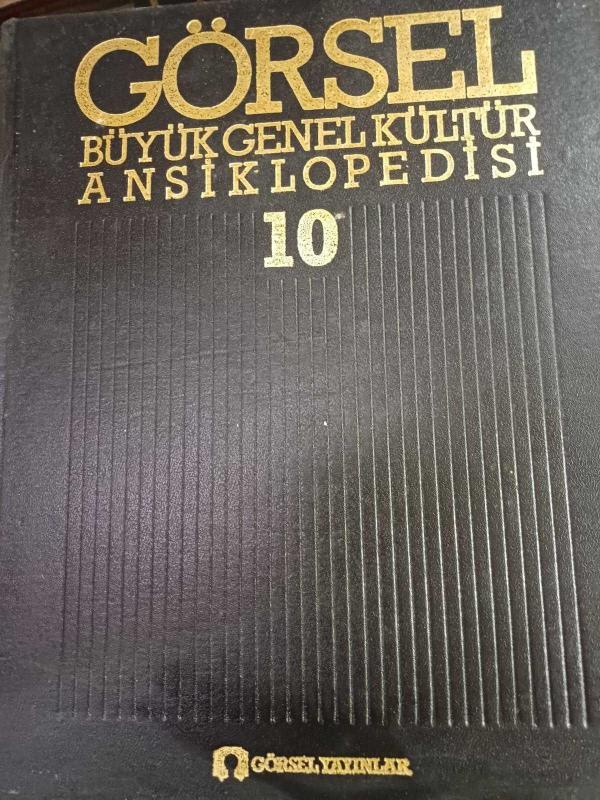 GÖRSEL
BÜYÜK GENEL KÜLTÜR
ANSİKLOPEDİSİ
10
GÖRSEL YAYINLAR